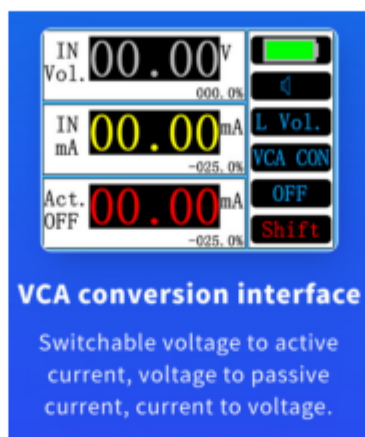 IN Vol. 00.00 V
000.0%
IN mA 00.00 mA
-025.0%
Act. OFF 00.00 mA
-025.0%
L Vol.
VCA CON
OFF
Shift
VCA conversion interface
Switchable voltage to active
current, voltage to passive
current, current to voltage.